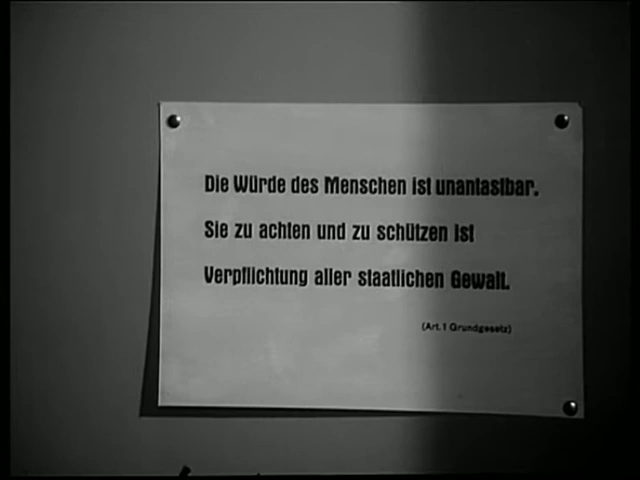 Die Würde des Menschen ist unantastbar.
Sie zu achten und zu schützen ist
Verpflichtung aller staatlichen Gewalt.
(Art. 1 Grundgesetz)